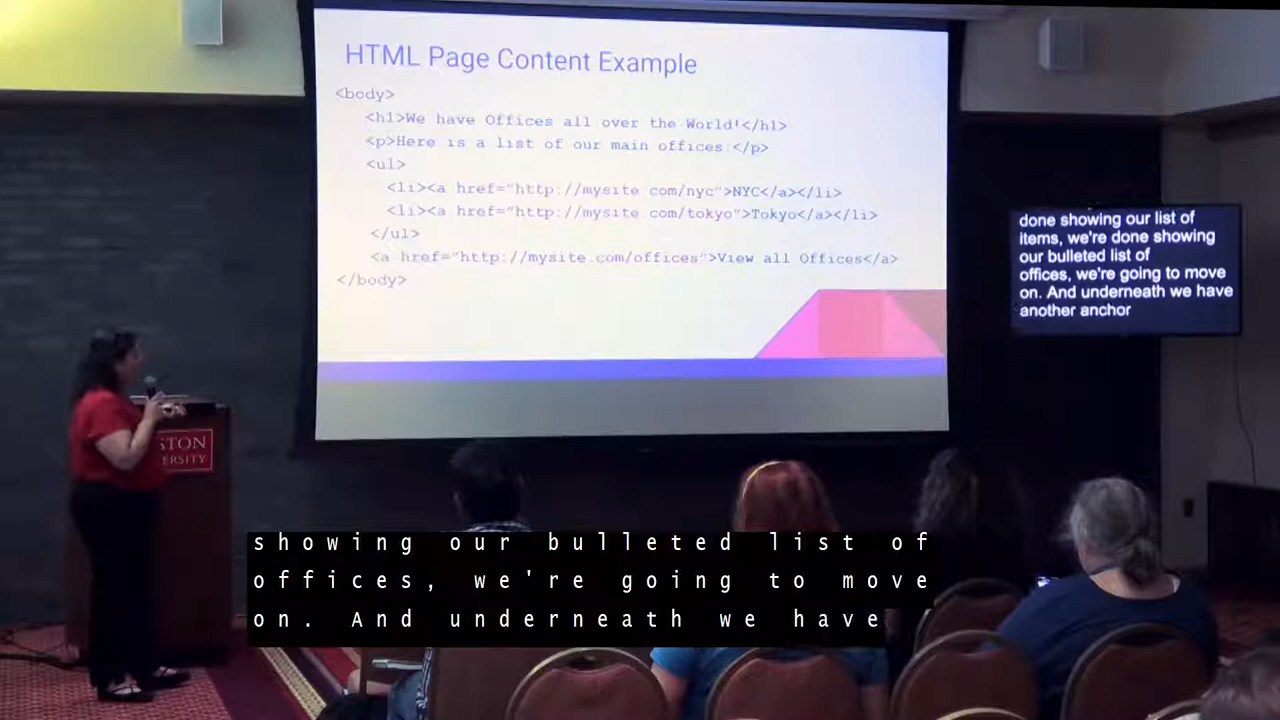 HTML Page Content Example
<body>
<h1>We have Offices all over the World!</h1>
<p>Here is a list of our main offices:</p>
<ul>
<li><a href="http://mysite.com/nyc">NYC</a></li>
<li><a href="http://mysite.com/tokyo">Tokyo</a></li>
</ul>
<a href="http://mysite.com/offices">View all Offices</a>
</body>
done showing our list of
items, we're done showing
our bulleted list of
offices, we're going to move
on. And underneath we have
another anchor
STON
ERSITY
showing our bulleted list of
offices, we're going to move
on. And underneath we have